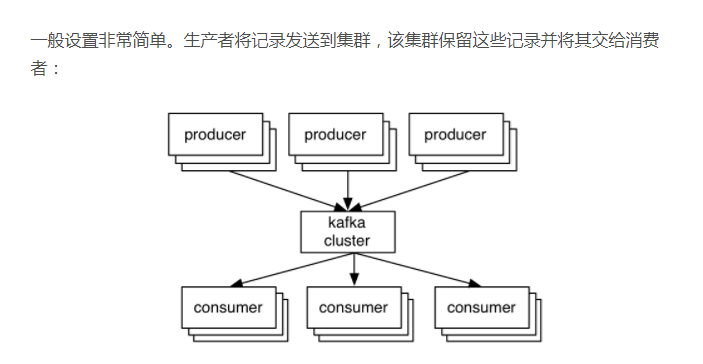 一般设置非常简单。生产者将记录发送到集群，该集群保留这些记录并将其交给消费
者：
producer producer producer
kafka
cluster
consumer consumer consumer